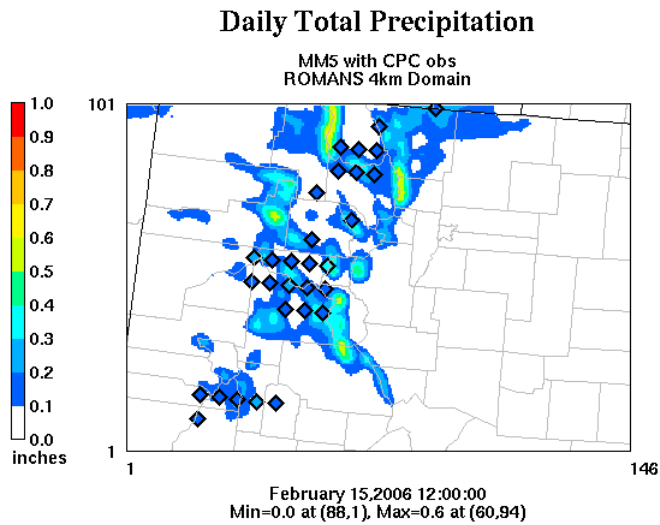 Daily Total Precipitation
MM5 with CPC obs
ROMANS 4km Domain
101
1.0
0.9
0.8
0.7
0.6
0.5
0.4
0.3
0.2
0.1
0.0
inches
1
1
146
February 15,2006 12:00:00
Min=0.0 at (88,1), Max=0.6 at (60,94)